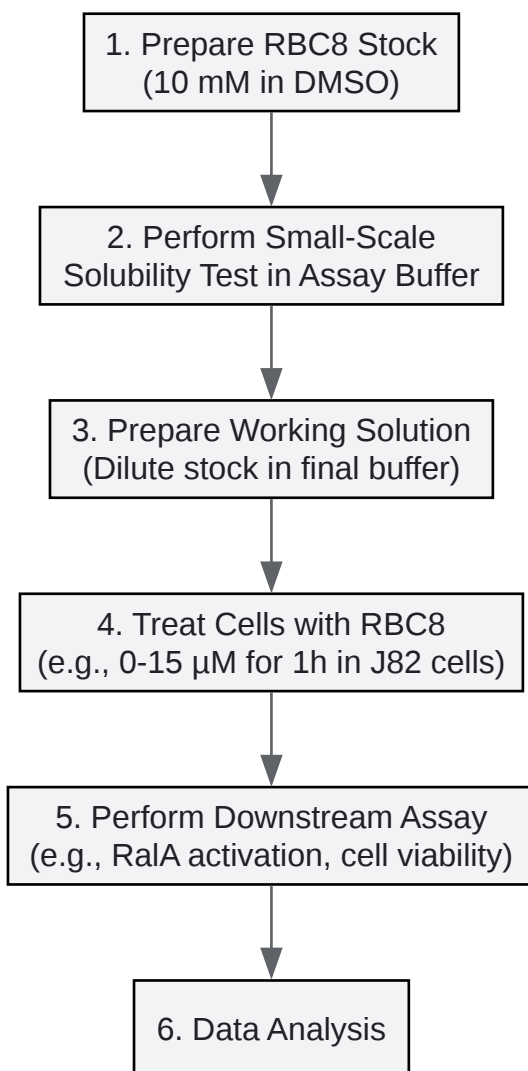 1. Prepare RBC8 Stock
(10 mM in DMSO)
2. Perform Small-Scale
Solubility Test in Assay Buffer
3. Prepare Working Solution
(Dilute stock in final buffer)
4. Treat Cells with RBC8
(e.g., 0-15 µM for 1h in J82 cells)
5. Perform Downstream Assay
(e.g., RalA activation, cell viability)
6. Data Analysis